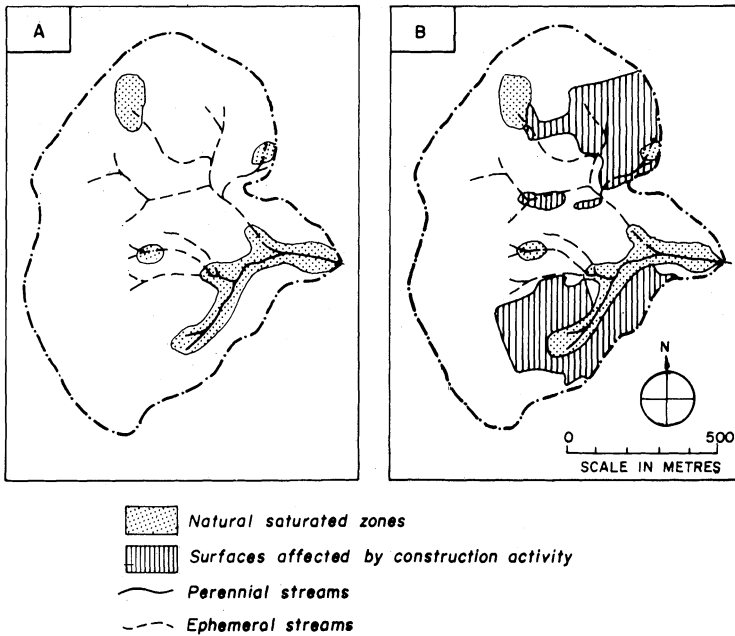 A
B
N
0 500
SCALE IN METRES
Natural saturated zones
Surfaces affected by construction activity
Perennial streams
Ephemeral streams